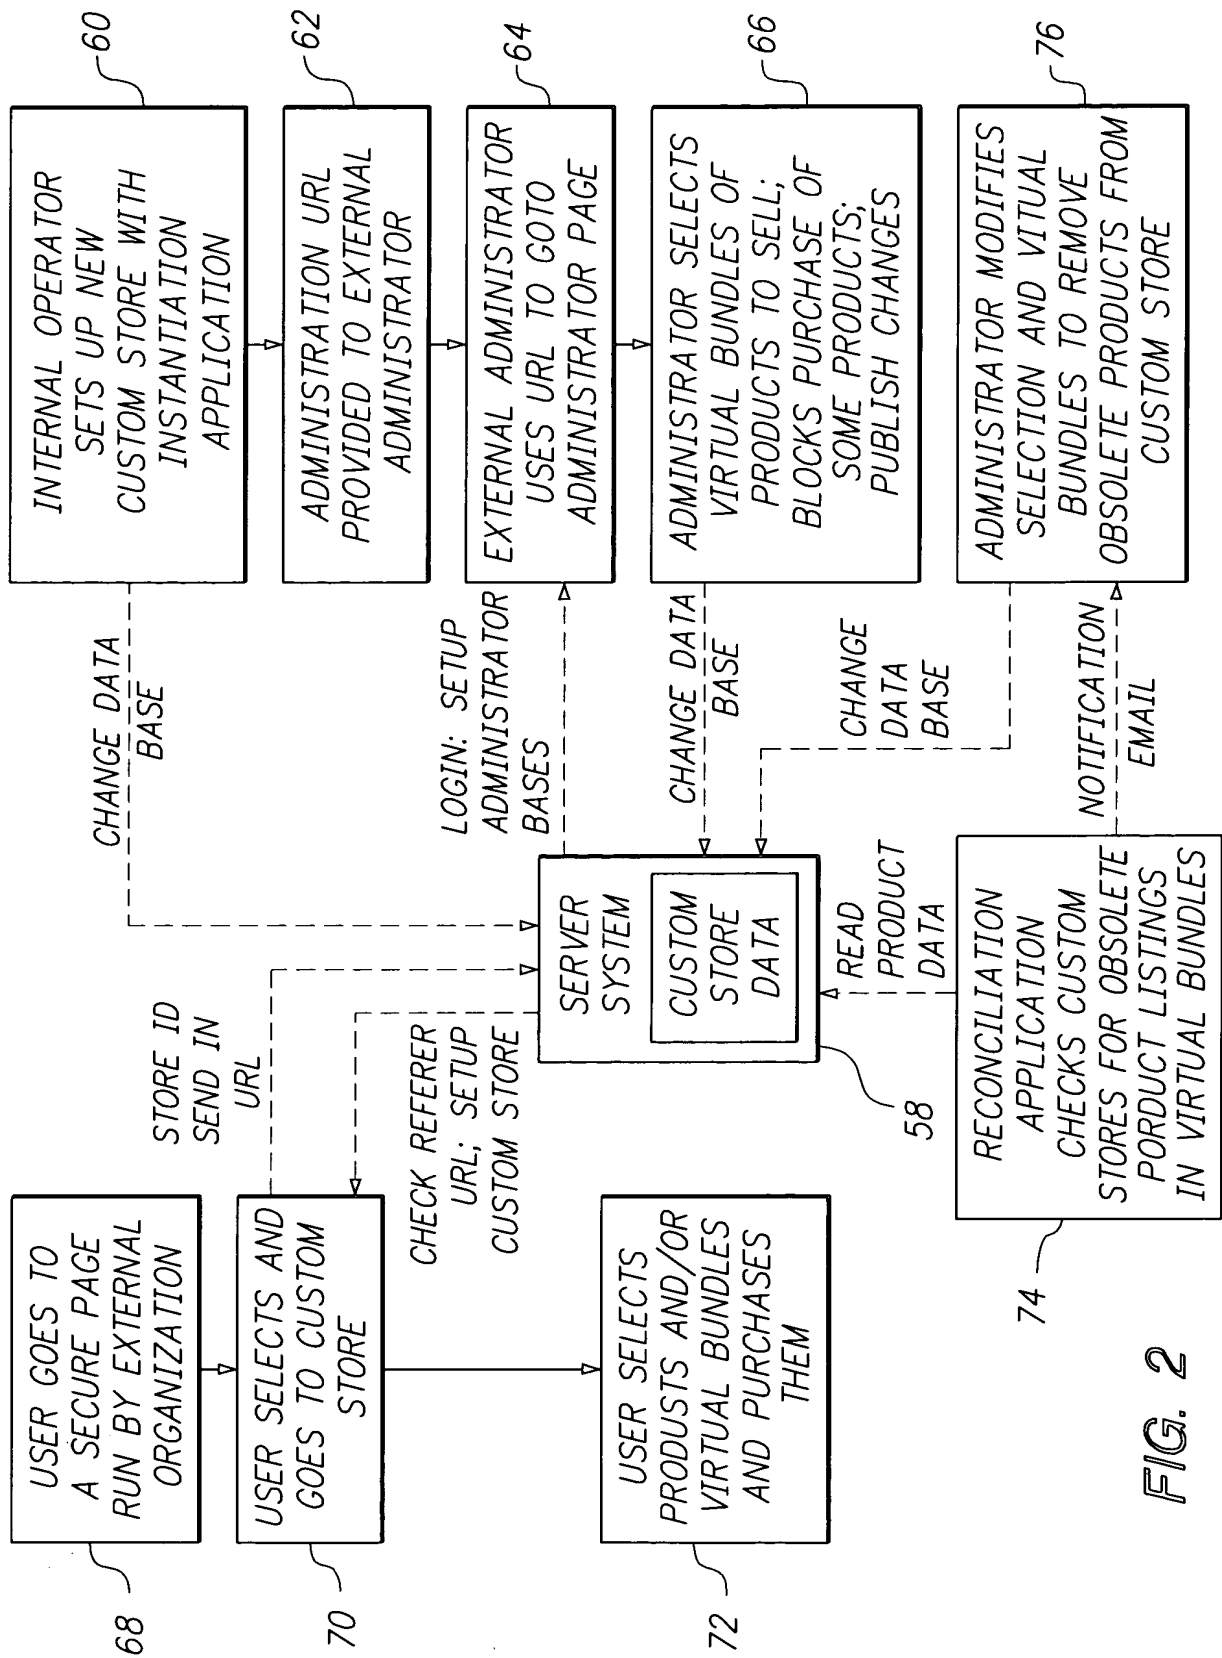 USER GOES TO
A SECURE PAGE
RUN BY EXTERNAL
ORGANIZATION
68
USER SELECTS AND
GOES TO CUSTOM
STORE
70
USER SELECTS
PRODUSTS AND/OR
VIRTUAL BUNDLES
AND PURCHASES
THEM
72
STORE ID
SEND IN
URL
CHECK REFERER
URL; SETUP
CUSTOM STORE
CHANGE DATA
BASE
SERVER
SYSTEM
CUSTOM
STORE
DATA
58
LOGIN: SETUP
ADMINISTRATOR
BASES
CHANGE DATA
BASE
CHANGE
DATA
BASE
READ
PRODUCT
DATA
RECONCILIATION
APPLICATION
CHECKS CUSTOM
STORES FOR OBSOLETE
PORDUCT LISTINGS
IN VIRTUAL BUNDLES
74
NOTIFICATION
EMAIL
INTERNAL OPERATOR
SETS UP NEW
CUSTOM STORE WITH
INSTANTIATION
APPLICATION
60
ADMINISTRATION URL
PROVIDED TO EXTERNAL
ADMINISTRATOR
62
EXTERNAL ADMINISTRATOR
USES URL TO GOTO
ADMINISTRATOR PAGE
64
ADMINISTRATOR SELECTS
VIRTUAL BUNDLES OF
PRODUCTS TO SELL;
BLOCKS PURCHASE OF
SOME PRODUCTS;
PUBLISH CHANGES
66
ADMINISTRATOR MODIFIES
SELECTION AND VITUAL
BUNDLES TO REMOVE
OBSOLETE PRODUCTS FROM
CUSTOM STORE
76
FIG. 2